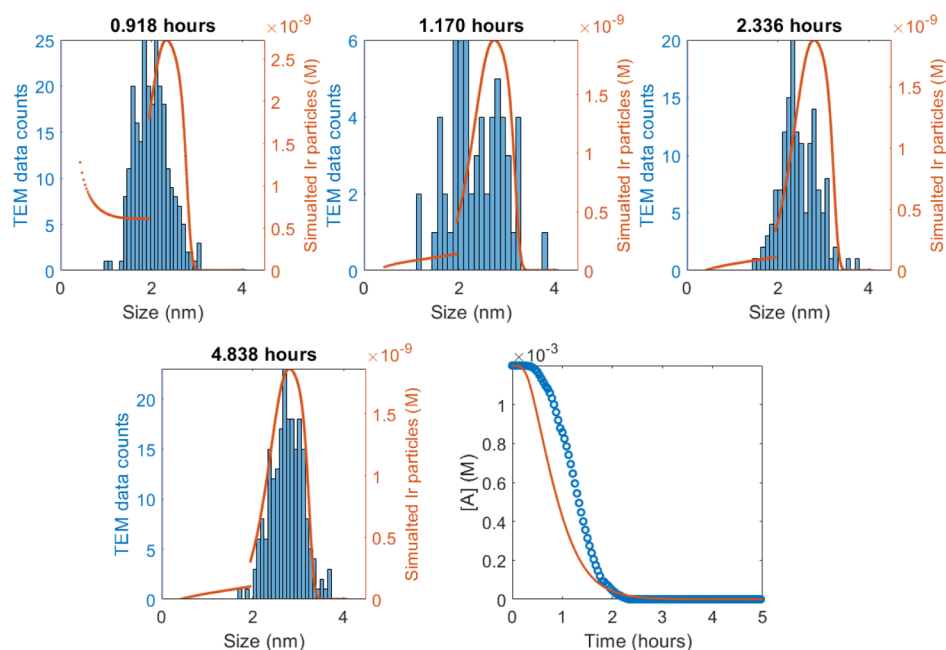 0.918 hours
×10⁻⁹
TEM data counts
25
20
15
10
5
0
0 2 4
Size (nm)
2.5
2
1.5
1
0.5
0
Simualted Ir particles (M)
1.170 hours
×10⁻⁹
TEM data counts
6
4
2
0
0 2 4
Size (nm)
1.5
1
0.5
0
Simualted Ir particles (M)
2.336 hours
×10⁻⁹
TEM data counts
20
15
10
5
0
0 2 4
Size (nm)
1.5
1
0.5
0
Simualted Ir particles (M)
4.838 hours
×10⁻⁹
TEM data counts
20
15
10
5
0
0 2 4
Size (nm)
1.5
1
0.5
0
Simualted Ir particles (M)
×10⁻³
[A] (M)
1
0.8
0.6
0.4
0.2
0
0 1 2 3 4 5
Time (hours)